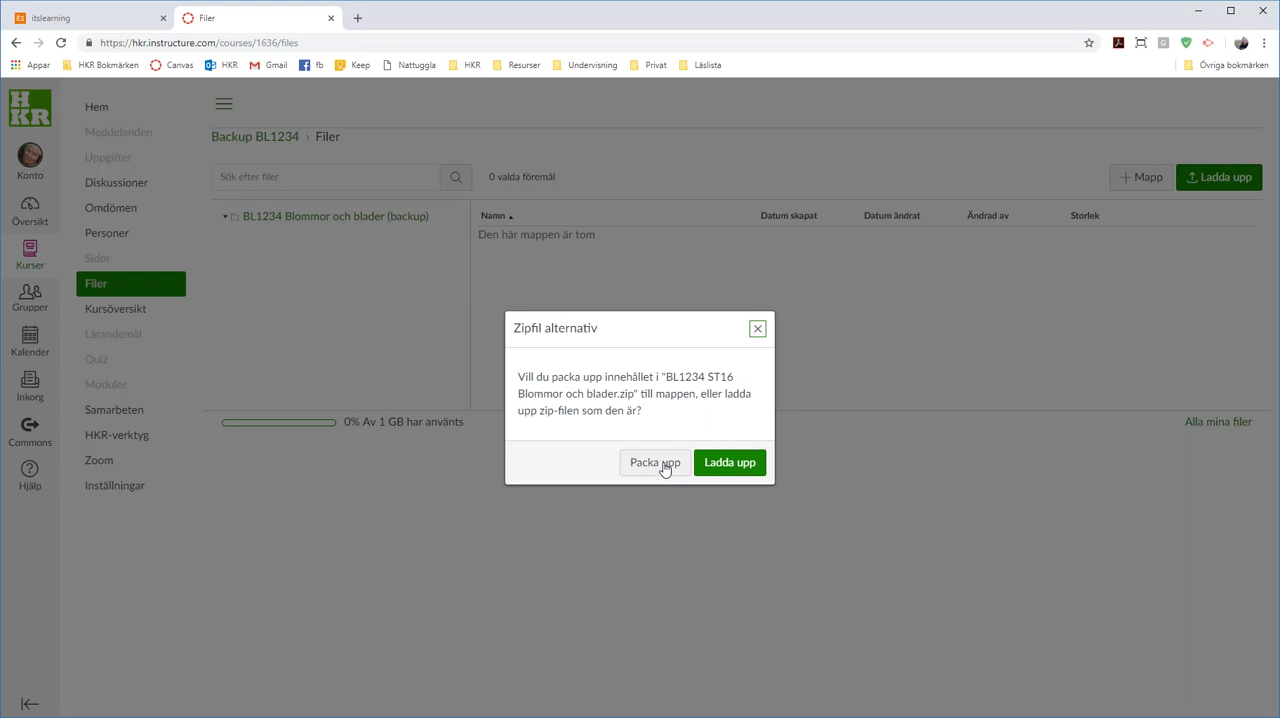 itslearning
Filer
https://hkr.instructure.com/courses/1636/files
Appar
HKR Bokmärken
Canvas
HKR
Gmail
fb
Keep
Nattuggla
HKR
Resurser
Undervisning
Privat
Läslista
Övriga bokmärken
HKR
Konto
Översikt
Kurser
Grupper
Kalender
Inkorg
Commons
Hjälp
Hem
Meddelanden
Uppgifter
Diskussioner
Omdömen
Personer
Sidor
Filer
Kursöversikt
Lärandemål
Quiz
Moduler
Samarbeten
HKR-verktyg
Zoom
Inställningar
Backup BL1234 › Filer
Sök efter filer
0 valda föremål
+ Mapp
Ladda upp
BL1234 Blommor och blader (backup)
Namn Datum skapat Datum ändrat Ändrad av Storlek
Den här mappen är tom
0% Av 1 GB har använts
Alla mina filer
Zipfil alternativ
Vill du packa upp innehållet i "BL1234 ST16
Blommor och blader.zip" till mappen, eller ladda
upp zip-filen som den är?
Packa upp
Ladda upp